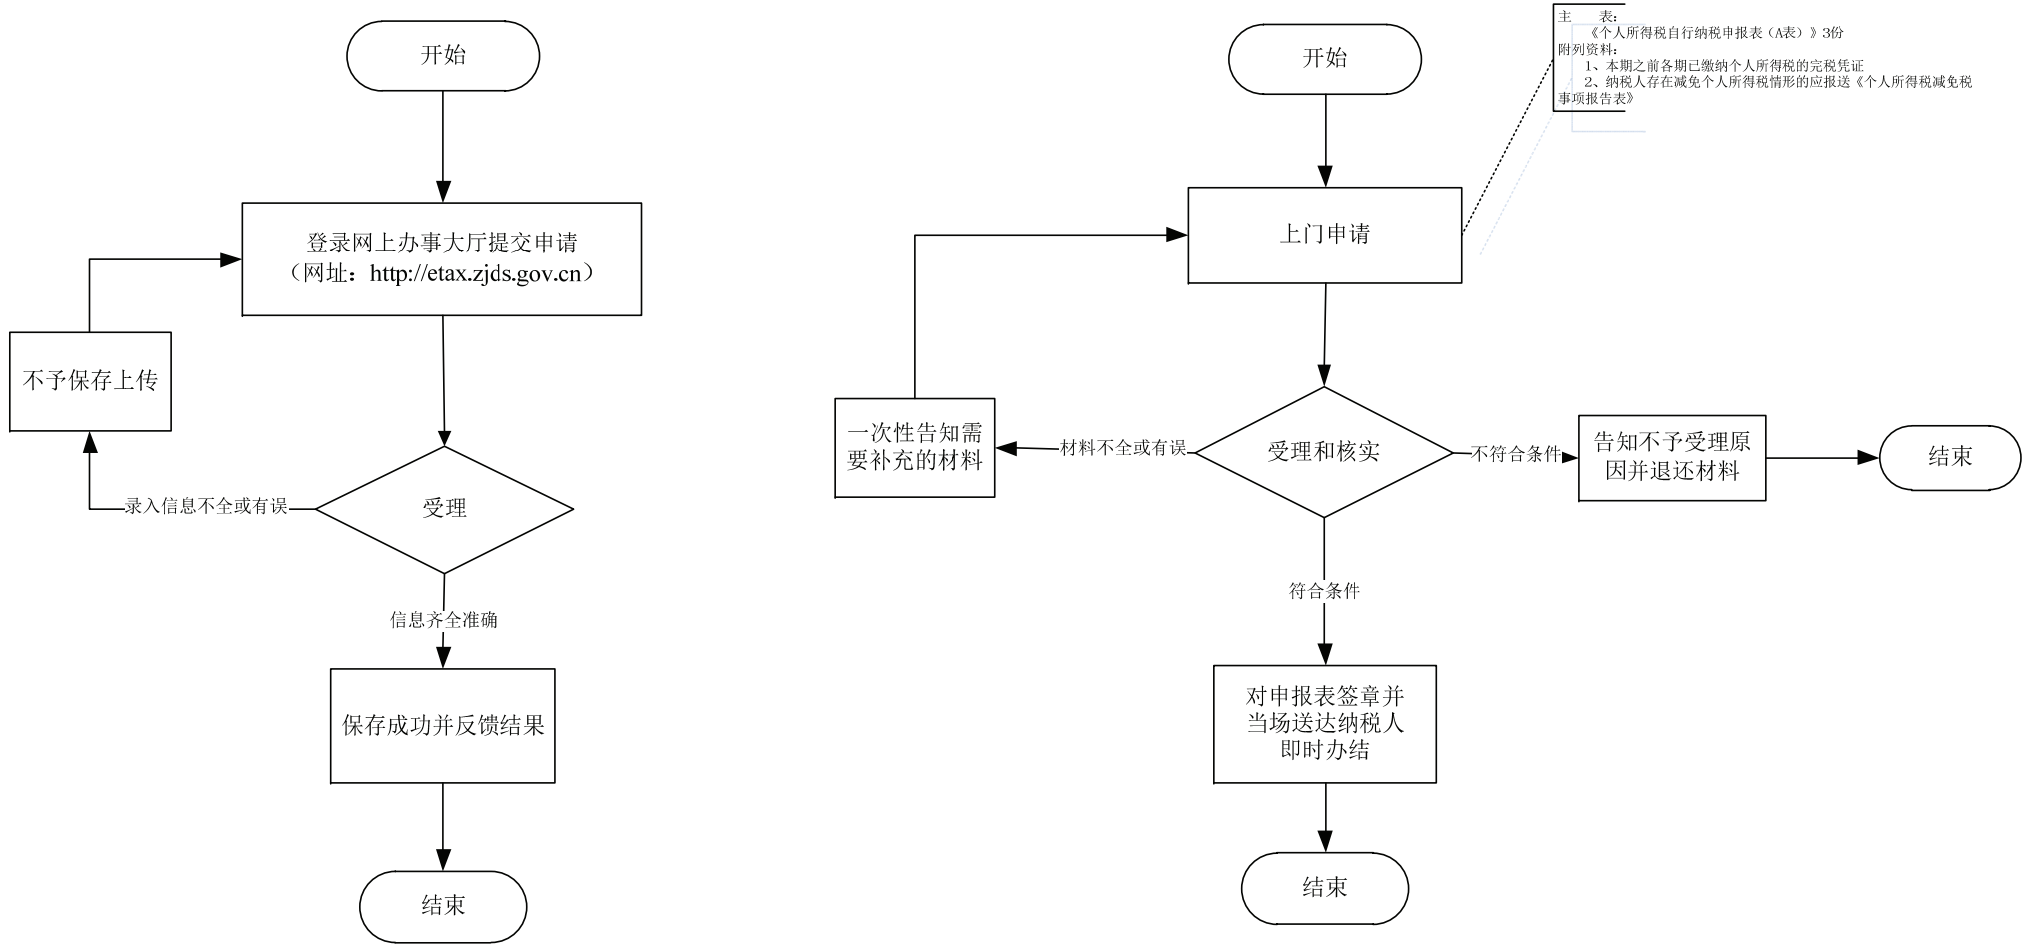 开始
登录网上办事大厅提交申请
（网址：http://etax.zjds.gov.cn）
不予保存上传
录入信息不全或有误
受理
信息齐全准确
保存成功并反馈结果
结束
开始
主　　表：
《个人所得税自行纳税申报表（A表）》3份
附列资料：
1、本期之前各期已缴纳个人所得税的完税凭证
2、纳税人存在减免个人所得税情形的应报送《个人所得税减免税
事项报告表》
上门申请
一次性告知需
要补充的材料
材料不全或有误
受理和核实
不符合条件
告知不予受理原
因并退还材料
结束
符合条件
对申报表签章并
当场送达纳税人
即时办结
结束